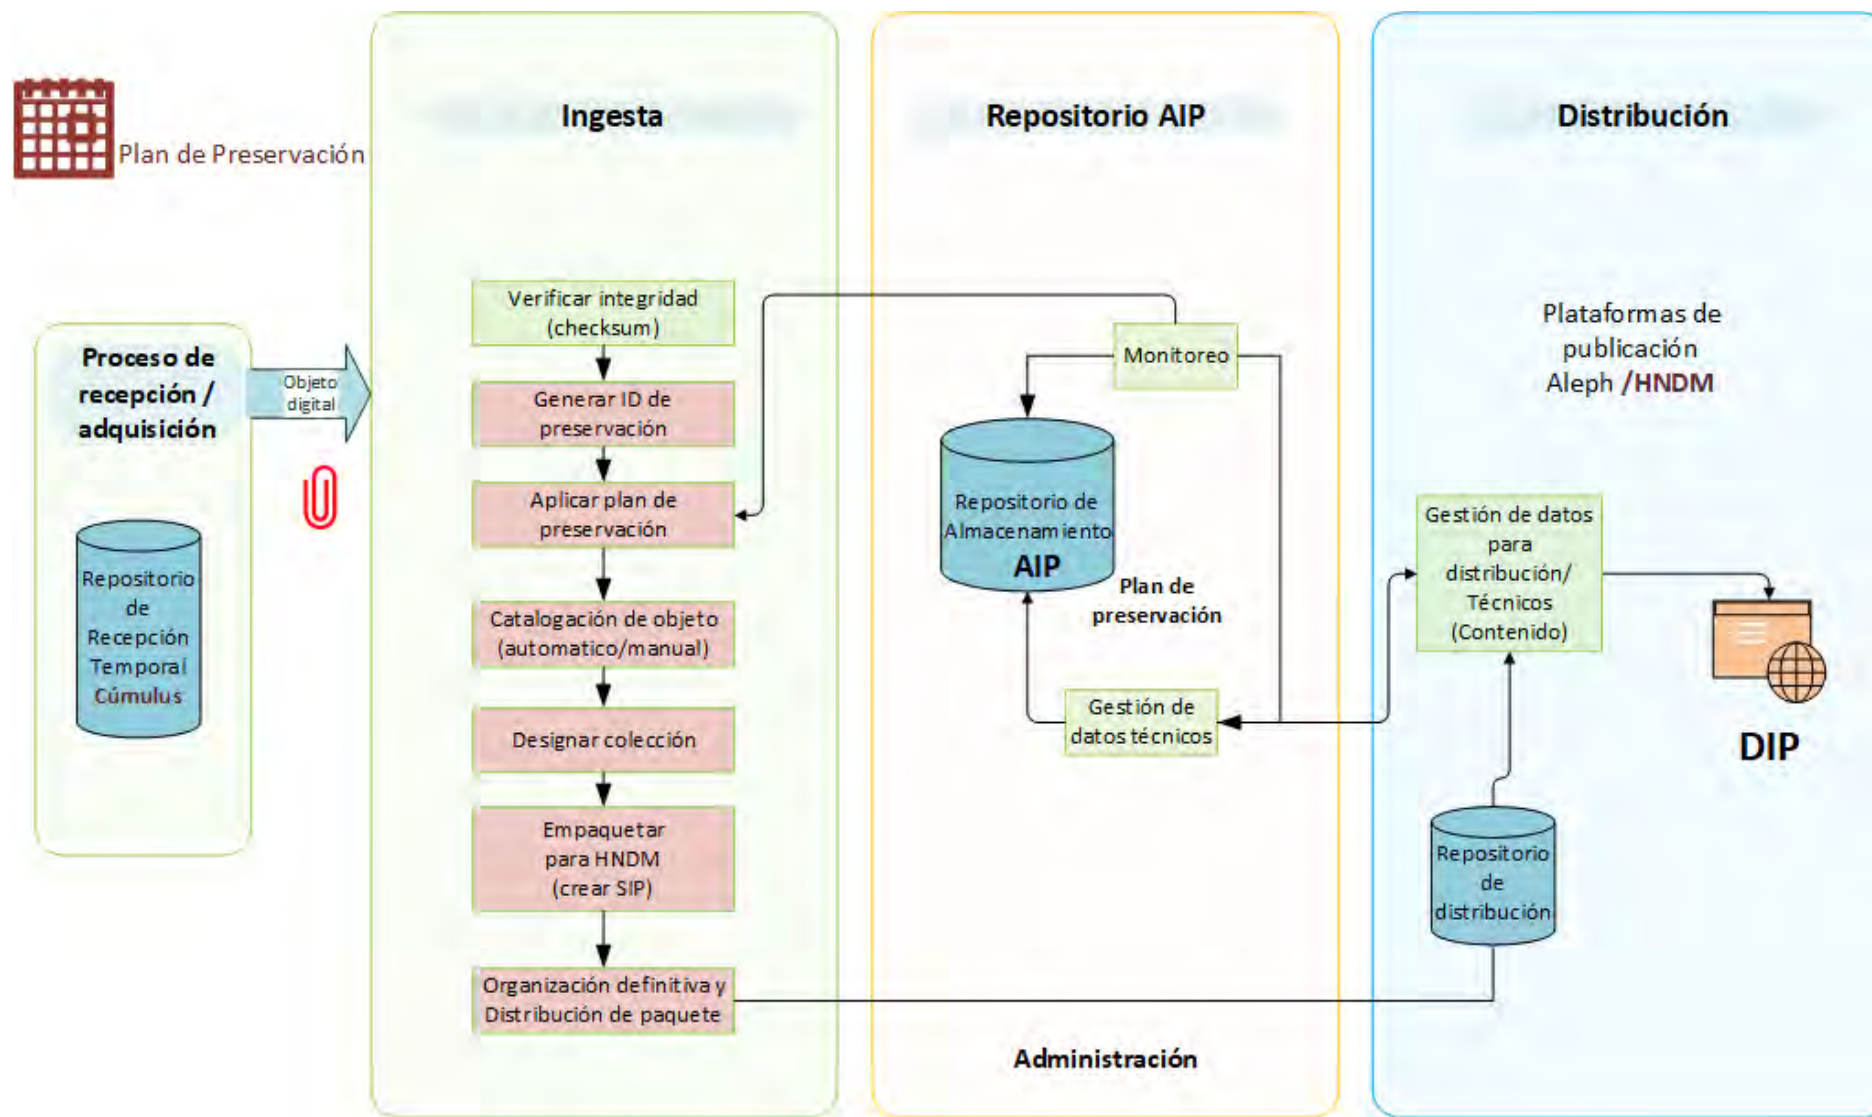 Plan de Preservación
Proceso de
recepción /
adquisición
Repositorio
de
Recepción
Temporal
Cúmulus
Objeto
digital
Ingesta
Verificar integridad
(checksum)
Generar ID de
preservación
Aplicar plan de
preservación
Catalogación de objeto
(automatico/manual)
Designar colección
Empaquetar
para HNDM
(crear SIP)
Organización definitiva y
Distribución de paquete
Repositorio AIP
Monitoreo
Repositorio de
Almacenamiento
AIP
Plan de
preservación
Gestión de
datos técnicos
Administración
Distribución
Plataformas de
publicación
Aleph /HNDM
Gestión de datos
para
distribución/
Técnicos
(Contenido)
DIP
Repositorio
de
distribución